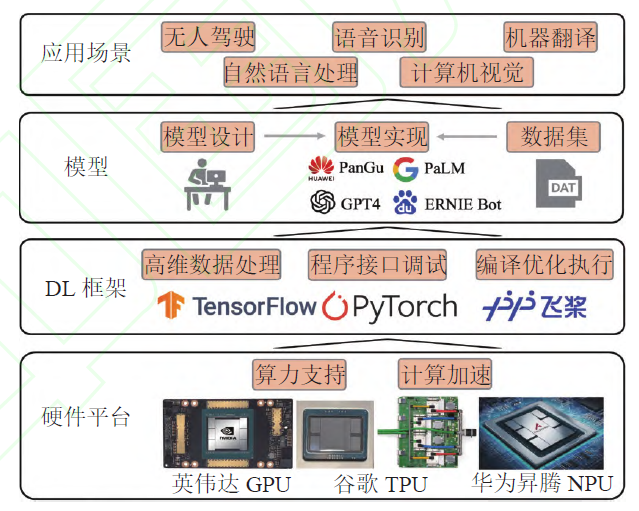 应用场景
无人驾驶 语音识别 机器翻译
自然语言处理 计算机视觉
模型
模型设计 模型实现 数据集
HUAWEI PanGu PaLM
GPT4 ERNIE Bot
du
DAT
DL 框架
高维数据处理 程序接口调试 编译优化执行
TensorFlow PyTorch 飞桨
硬件平台
算力支持 计算加速
NVIDIA
英伟达 GPU 谷歌 TPU 华为昇腾 NPU